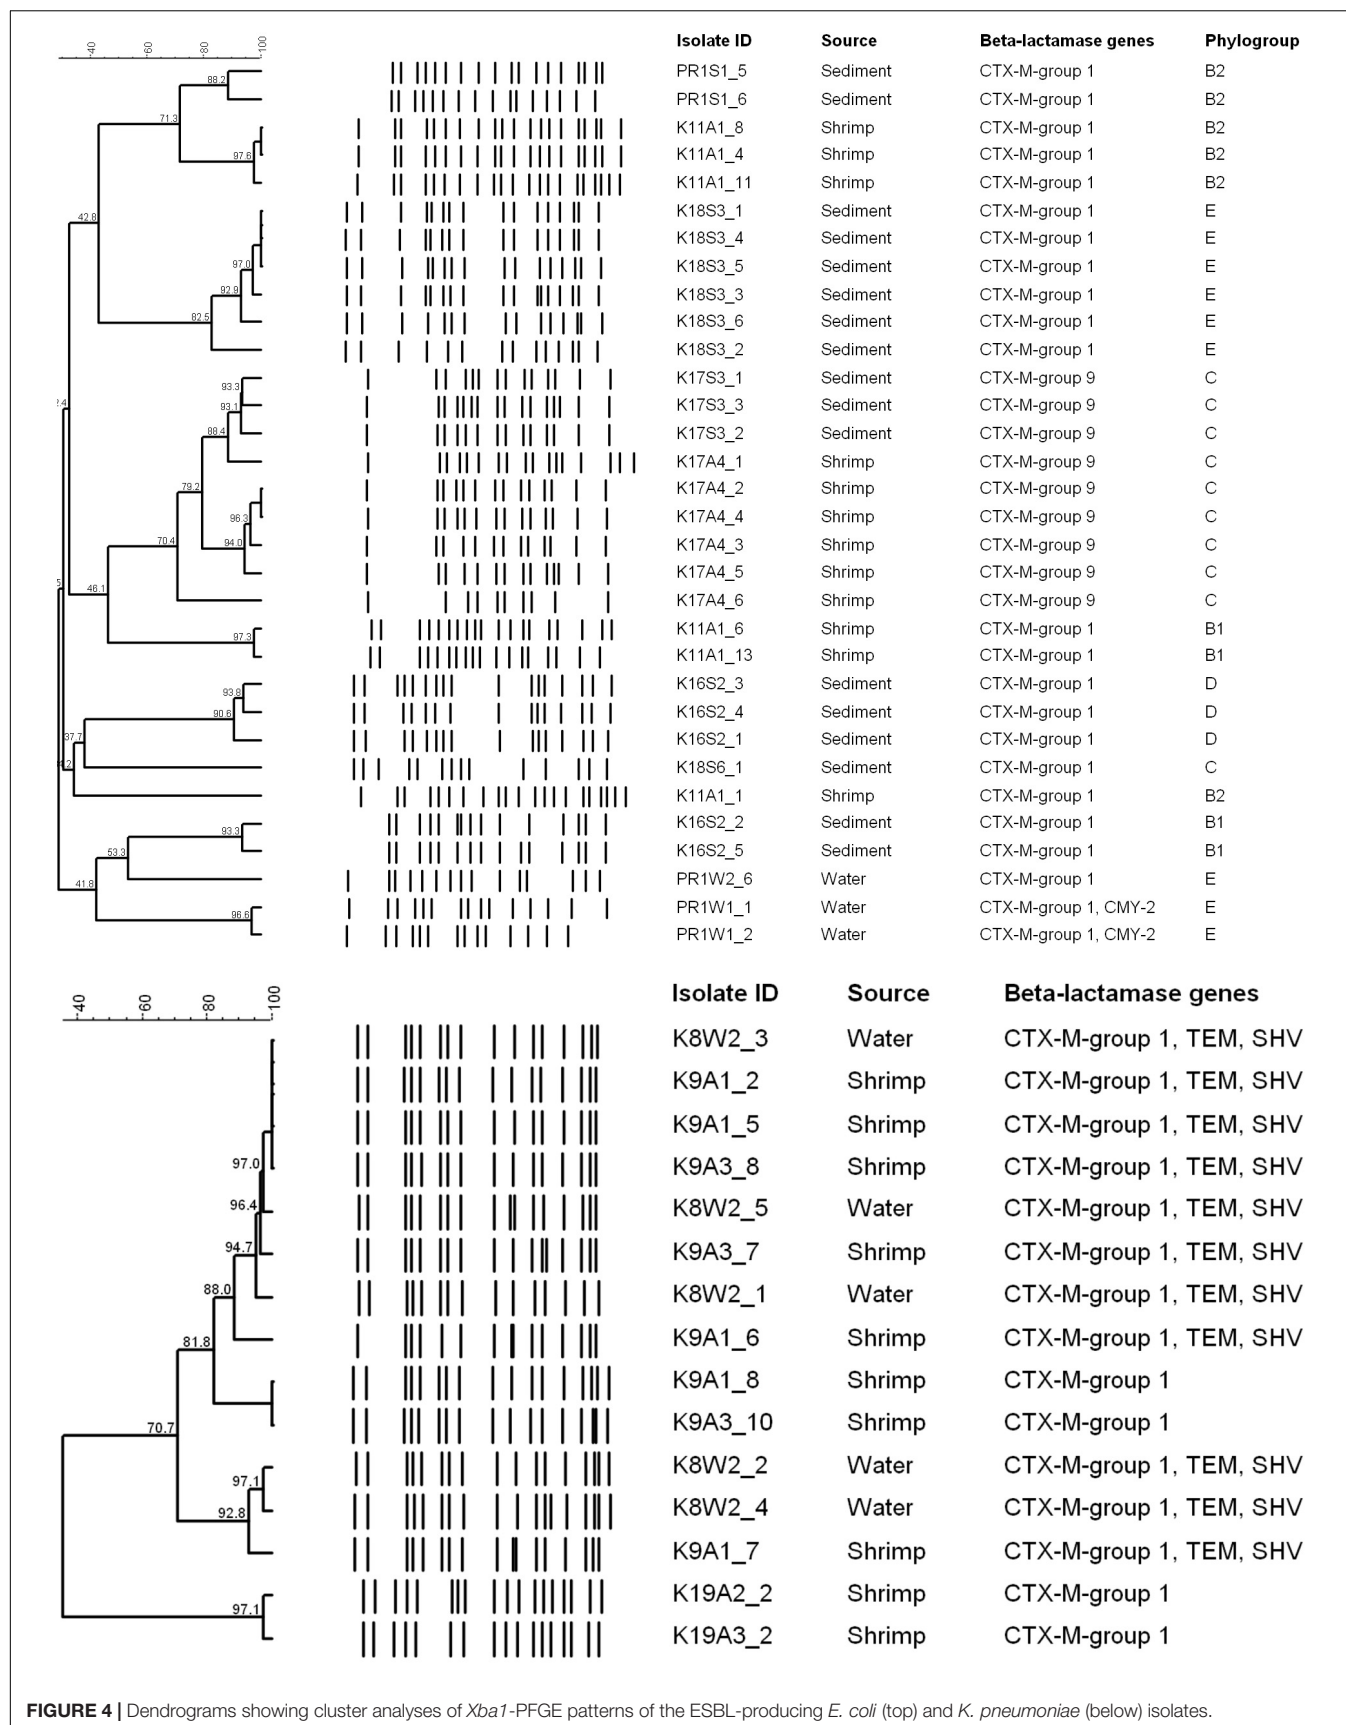 -40 -60 -80 -100
Isolate ID Source Beta-lactamase genes Phylogroup
88.2 PR1S1_5 Sediment CTX-M-group 1 B2
PR1S1_6 Sediment CTX-M-group 1 B2
71.3 K11A1_8 Shrimp CTX-M-group 1 B2
97.6 K11A1_4 Shrimp CTX-M-group 1 B2
K11A1_11 Shrimp CTX-M-group 1 B2
42.8 K18S3_1 Sediment CTX-M-group 1 E
K18S3_4 Sediment CTX-M-group 1 E
97.0 K18S3_5 Sediment CTX-M-group 1 E
92.9 K18S3_3 Sediment CTX-M-group 1 E
82.5 K18S3_6 Sediment CTX-M-group 1 E
K18S3_2 Sediment CTX-M-group 1 E
93.3 K17S3_1 Sediment CTX-M-group 9 C
93.1 K17S3_3 Sediment CTX-M-group 9 C
88.4 K17S3_2 Sediment CTX-M-group 9 C
K17A4_1 Shrimp CTX-M-group 9 C
79.2 K17A4_2 Shrimp CTX-M-group 9 C
96.3 K17A4_4 Shrimp CTX-M-group 9 C
70.4 94.0 K17A4_3 Shrimp CTX-M-group 9 C
K17A4_5 Shrimp CTX-M-group 9 C
46.1 K17A4_6 Shrimp CTX-M-group 9 C
97.3 K11A1_6 Shrimp CTX-M-group 1 B1
K11A1_13 Shrimp CTX-M-group 1 B1
93.8 K16S2_3 Sediment CTX-M-group 1 D
90.6 K16S2_4 Sediment CTX-M-group 1 D
37.7 K16S2_1 Sediment CTX-M-group 1 D
K18S6_1 Sediment CTX-M-group 1 C
K11A1_1 Shrimp CTX-M-group 1 B2
93.3 K16S2_2 Sediment CTX-M-group 1 B1
53.3 K16S2_5 Sediment CTX-M-group 1 B1
41.8 PR1W2_6 Water CTX-M-group 1 E
96.6 PR1W1_1 Water CTX-M-group 1, CMY-2 E
PR1W1_2 Water CTX-M-group 1, CMY-2 E
-40 -60 -80 -100
Isolate ID Source Beta-lactamase genes
K8W2_3 Water CTX-M-group 1, TEM, SHV
K9A1_2 Shrimp CTX-M-group 1, TEM, SHV
K9A1_5 Shrimp CTX-M-group 1, TEM, SHV
97.0 K9A3_8 Shrimp CTX-M-group 1, TEM, SHV
96.4 K8W2_5 Water CTX-M-group 1, TEM, SHV
94.7 K9A3_7 Shrimp CTX-M-group 1, TEM, SHV
88.0 K8W2_1 Water CTX-M-group 1, TEM, SHV
81.8 K9A1_6 Shrimp CTX-M-group 1, TEM, SHV
K9A1_8 Shrimp CTX-M-group 1
70.7 K9A3_10 Shrimp CTX-M-group 1
97.1 K8W2_2 Water CTX-M-group 1, TEM, SHV
92.8 K8W2_4 Water CTX-M-group 1, TEM, SHV
K9A1_7 Shrimp CTX-M-group 1, TEM, SHV
97.1 K19A2_2 Shrimp CTX-M-group 1
K19A3_2 Shrimp CTX-M-group 1
FIGURE 4 | Dendrograms showing cluster analyses of Xba1-PFGE patterns of the ESBL-producing E. coli (top) and K. pneumoniae (below) isolates.